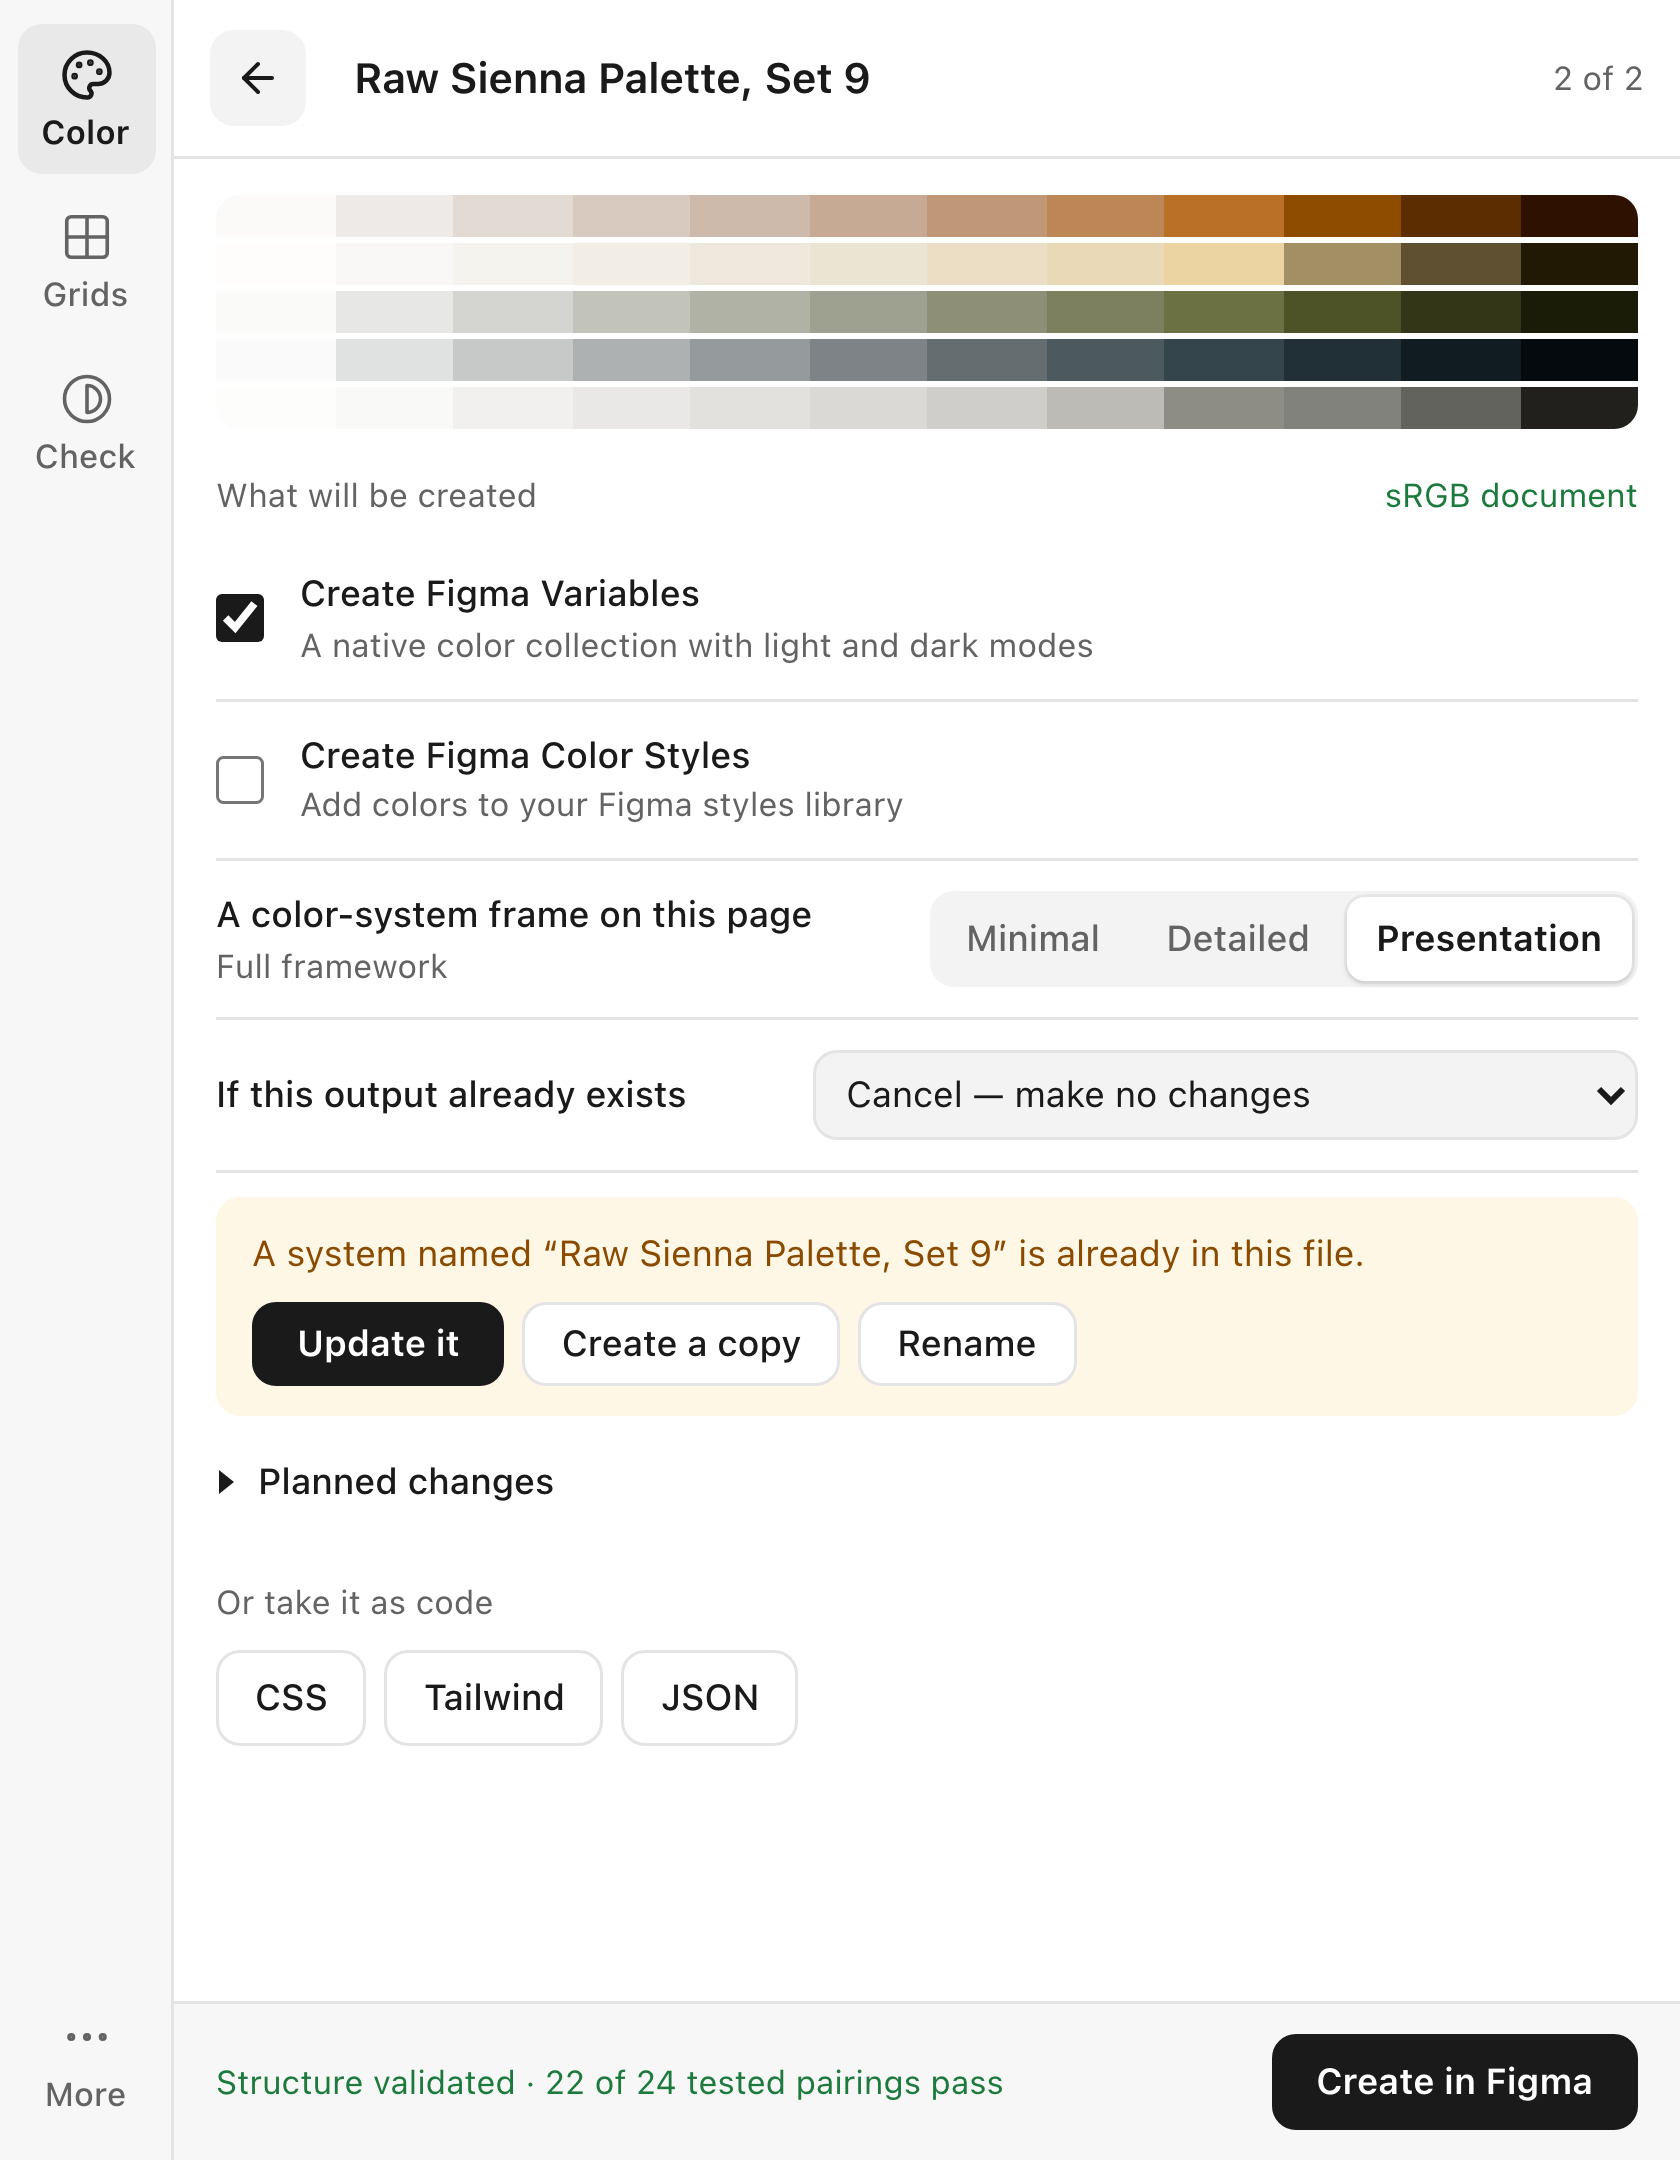 Color
Grids
Check
More
Raw Sienna Palette, Set 9
2 of 2
What will be created
sRGB document
Create Figma Variables
A native color collection with light and dark modes
Create Figma Color Styles
Add colors to your Figma styles library
A color-system frame on this page
Full framework
Minimal
Detailed
Presentation
If this output already exists
Cancel — make no changes
A system named “Raw Sienna Palette, Set 9” is already in this file.
Update it
Create a copy
Rename
Planned changes
Or take it as code
CSS
Tailwind
JSON
Structure validated · 22 of 24 tested pairings pass
Create in Figma